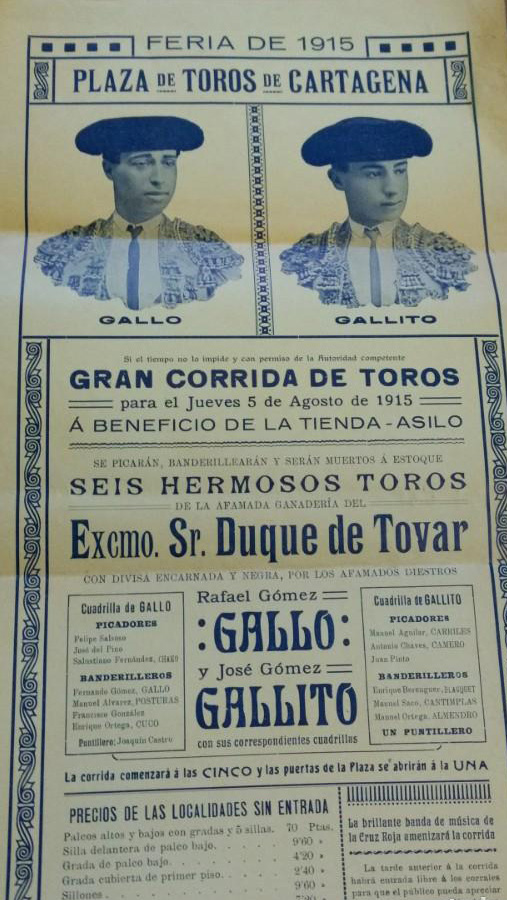 FERIA DE 1915
PLAZA DE TOROS DE CARTAGENA
GALLO
GALLITO
Si el tiempo no lo impide y con permiso de la Autoridad competente
GRAN CORRIDA DE TOROS
para el Jueves 5 de Agosto de 1915
Á BENEFICIO DE LA TIENDA-ASILO
SE PICARÁN, BANDERILLEARÁN Y SERÁN MUERTOS Á ESTOQUE
SEIS HERMOSOS TOROS
DE LA AFAMADA GANADERÍA DEL
Excmo. Sr. Duque de Tovar
CON DIVISA ENCARNADA Y NEGRA, POR LOS AFAMADOS DIESTROS
Cuadrilla de GALLO
PICADORES
Felipe Salvoso
José del Pino
Salustiano Fernández, CHANO
BANDERILLEROS
Fernando Gómez, GALLO
Manuel Alvarez, POSTURAS
Francisco González
Enrique Ortega, CUCO
Puntillero: Joaquín Castro
Rafael Gómez
:GALLO:
y José Gómez
GALLITO
con sus correspondientes cuadrillas
Cuadrilla de GALLITO
PICADORES
Manuel Aguilar, CARRILES
Antonio Chaves, CAMERO
Juan Pinto
BANDERILLEROS
Enrique Berenguer, BLANQUET
Manuel Saco, CANTIMPLAS
Manuel Ortega, ALMENDRO
UN PUNTILLERO
La corrida comenzará á las CINCO y las puertas de la Plaza se abrirán á la UNA
PRECIOS DE LAS LOCALIDADES SIN ENTRADA
Palcos altos y bajos con gradas y 5 sillas. 70 Ptas.
Silla delantera de palco bajo. 9'60 »
Grada de palco bajo. 4'20 »
Grada cubierta de primer piso. 2'40 »
Sillones 9'60 »
La brillante banda de música de
la Cruz Roja amenizará la corrida
La tarde anterior á la corrida
habrá entrada libre á los corrales
para que el público pueda apreciar